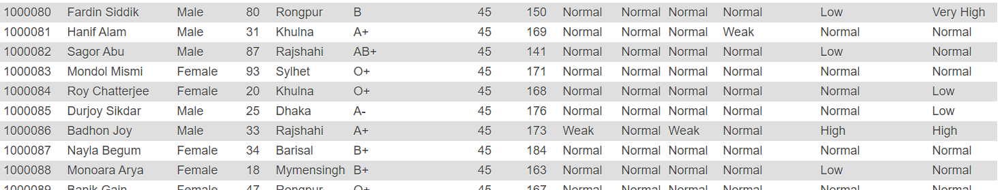 1000080 Fardin Siddik Male 80 Rongpur B 45 150 Normal Normal Normal Normal Low Very High
1000081 Hanif Alam Male 31 Khulna A+ 45 169 Normal Normal Normal Weak Normal Normal
1000082 Sagor Abu Male 87 Rajshahi AB+ 45 141 Normal Normal Normal Normal Low Normal
1000083 Mondol Mismi Female 93 Sylhet O+ 45 171 Normal Normal Normal Normal Normal Normal
1000084 Roy Chatterjee Female 20 Khulna O+ 45 168 Normal Normal Normal Normal Normal Low
1000085 Durjoy Sikdar Male 25 Dhaka A- 45 176 Normal Normal Normal Normal Normal Low
1000086 Badhon Joy Male 33 Rajshahi A+ 45 173 Weak Normal Weak Normal High High
1000087 Nayla Begum Female 34 Barisal B+ 45 184 Normal Normal Normal Normal Normal Normal
1000088 Monoara Arya Female 18 Mymensingh B+ 45 163 Normal Normal Normal Normal Low Normal
1000089 Banik Gain Female 47 Rongpur O+ 45 167 Normal Normal Normal Normal Normal Normal